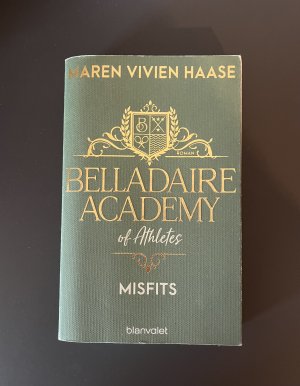 MAREN VIVIEN HAASE
B
ROMAN
BELLADAIRE
ACADEMY
of Athletes
MISFITS
blanvalet